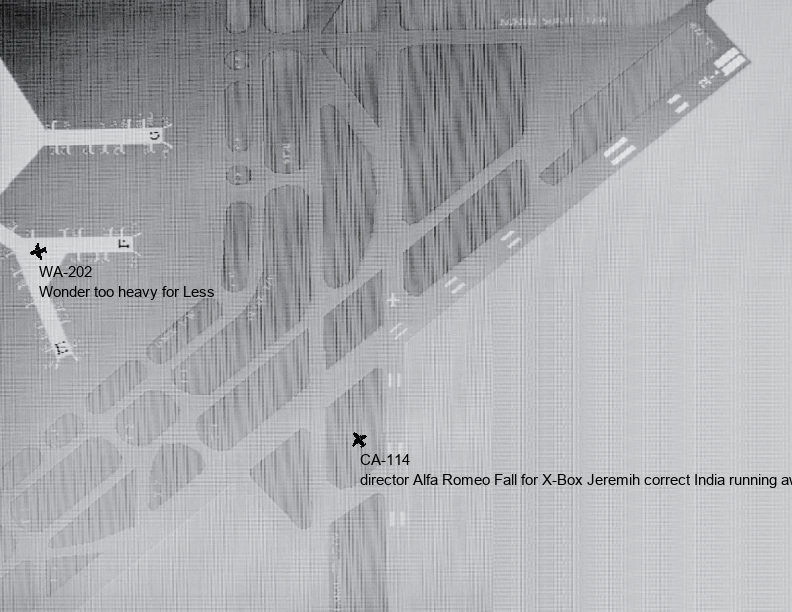 G
F
WA-202
Wonder too heavy for Less
E
CA-114
director Alfa Romeo Fall for X-Box Jeremih correct India running